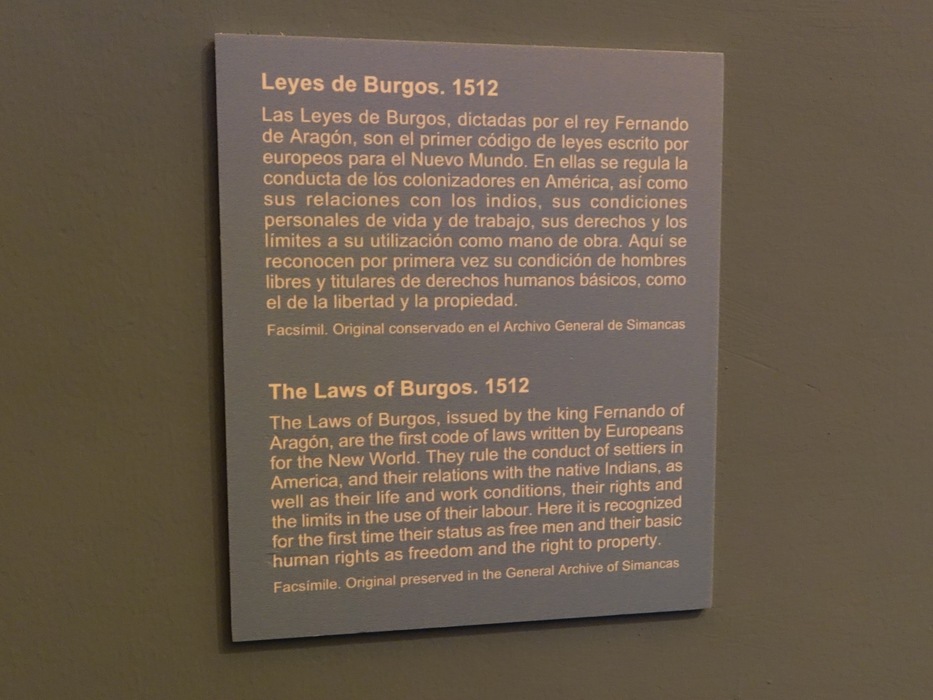 Leyes de Burgos. 1512
Las Leyes de Burgos, dictadas por el rey Fernando
de Aragón, son el primer código de leyes escrito por
europeos para el Nuevo Mundo. En ellas se regula la
conducta de los colonizadores en América, así como
sus relaciones con los indios, sus condiciones
personales de vida y de trabajo, sus derechos y los
límites a su utilización como mano de obra. Aquí se
reconocen por primera vez su condición de hombres
libres y titulares de derechos humanos básicos, como
el de la libertad y la propiedad.
Facsímil. Original conservado en el Archivo General de Simancas
The Laws of Burgos. 1512
The Laws of Burgos, issued by the king Fernando of
Aragón, are the first code of laws written by Europeans
for the New World. They rule the conduct of settiers in
America, and their relations with the native Indians, as
well as their life and work conditions, their rights and
the limits in the use of their labour. Here it is recognized
for the first time their status as free men and their basic
human rights as freedom and the right to property.
Facsímile. Original preserved in the General Archive of Simancas